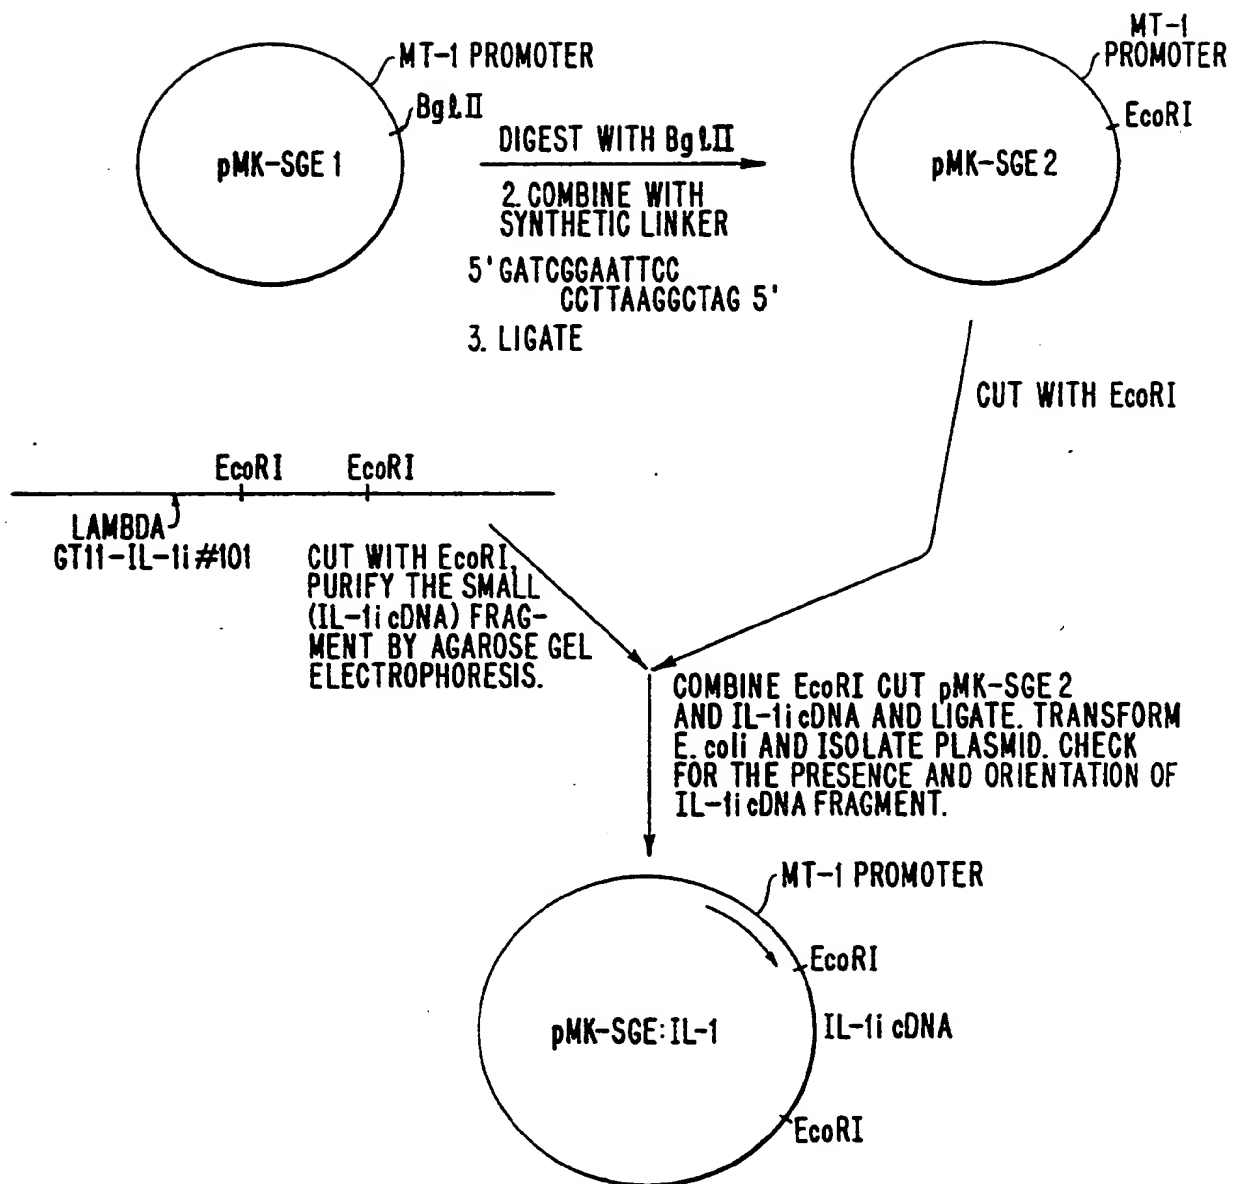 MT-1 PROMOTER
BglII
pMK-SGE 1
DIGEST WITH BglII
2. COMBINE WITH
SYNTHETIC LINKER
5' GATCGGAATTCC
CCTTAAGGCTAG 5'
3. LIGATE
MT-1
PROMOTER
EcoRI
pMK-SGE 2
CUT WITH EcoRI
EcoRI
EcoRI
LAMBDA
GT11-IL-1i#101
CUT WITH EcoRI,
PURIFY THE SMALL
(IL-1i cDNA) FRAG-
MENT BY AGAROSE GEL
ELECTROPHORESIS.
COMBINE EcoRI CUT pMK-SGE 2
AND IL-1i cDNA AND LIGATE. TRANSFORM
E. coli AND ISOLATE PLASMID. CHECK
FOR THE PRESENCE AND ORIENTATION OF
IL-1i cDNA FRAGMENT.
MT-1 PROMOTER
EcoRI
pMK-SGE:IL-1
IL-1i cDNA
EcoRI